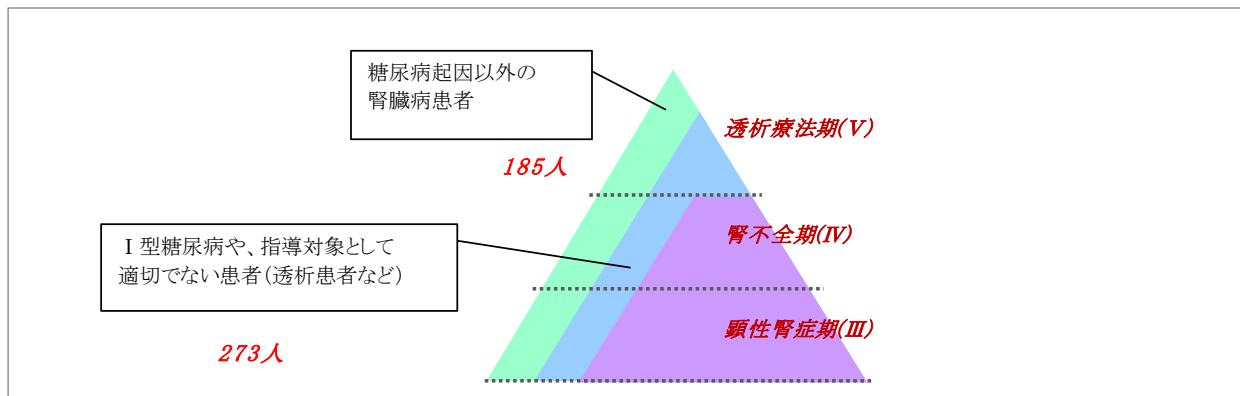 糖尿病起因以外の
腎臓病患者
透析療法期(Ⅴ)
185人
Ⅰ型糖尿病や、指導対象として
適切でない患者(透析患者など)
腎不全期(Ⅳ)
顕性腎症期(Ⅲ)
273人